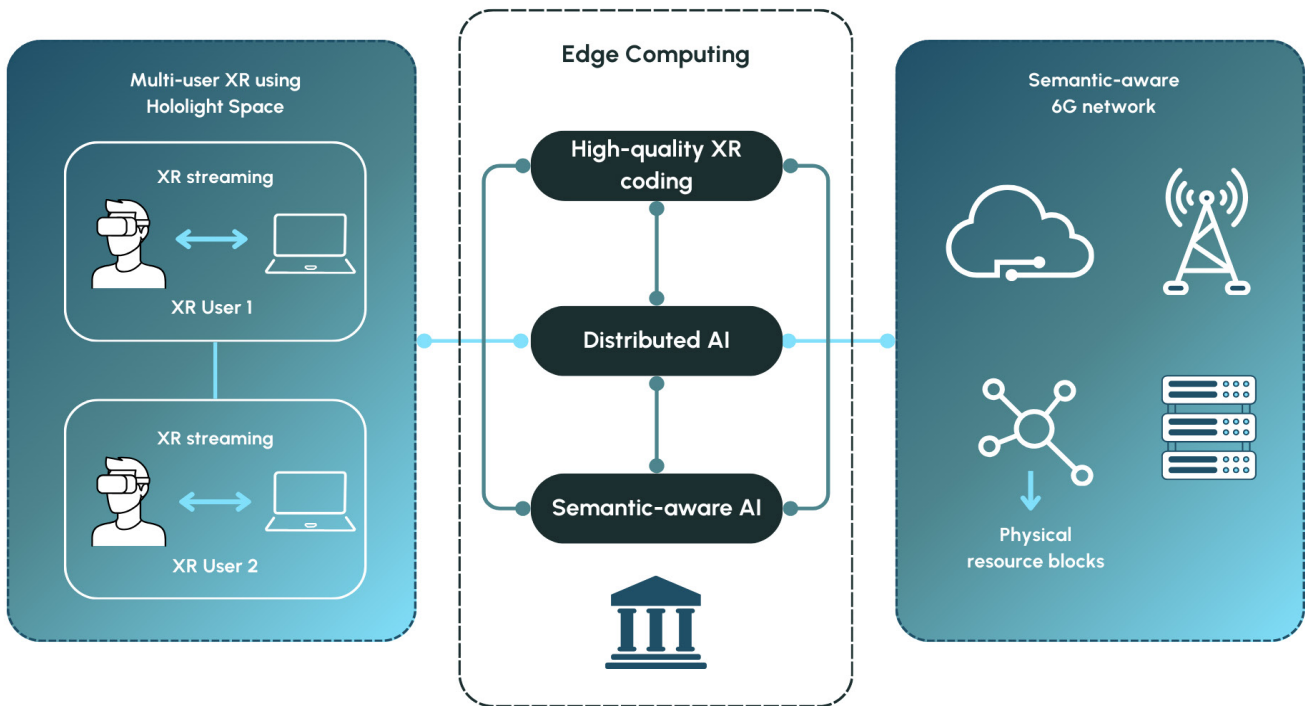 Multi-user XR using
Hololight Space
XR streaming
XR User 1
XR streaming
XR User 2
Edge Computing
High-quality XR
coding
Distributed AI
Semantic-aware AI
Semantic-aware
6G network
Physical
resource blocks